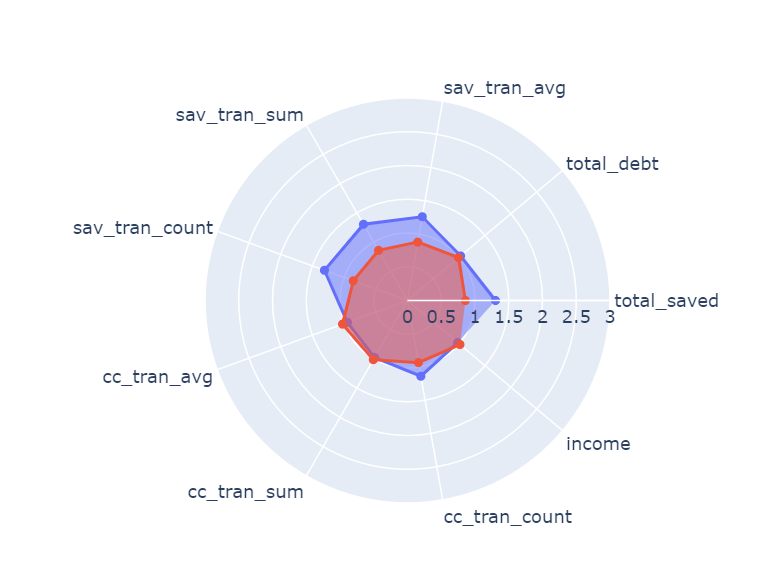 sav_tran_avg
sav_tran_sum
total_debt
sav_tran_count
total_saved
0 0.5 1 1.5 2 2.5 3
cc_tran_avg
income
cc_tran_sum
cc_tran_count